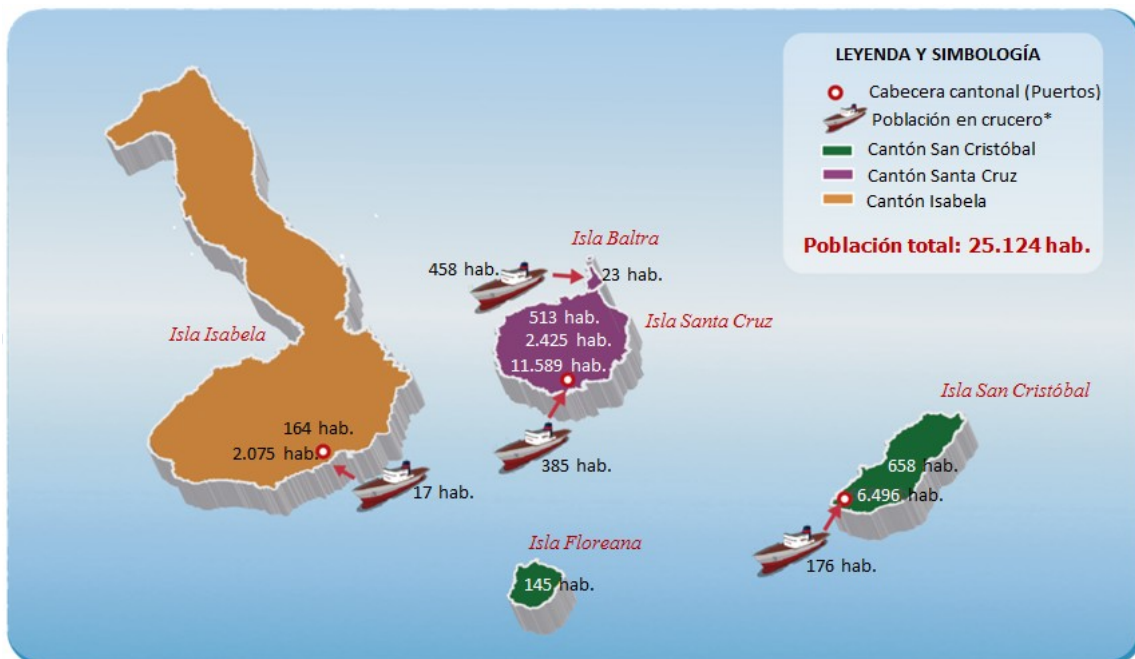 LEYENDA Y SIMBOLOGÍA
Cabecera cantonal (Puertos)
Población en crucero*
Cantón San Cristóbal
Cantón Santa Cruz
Cantón Isabela
Población total: 25.124 hab.
Isla Baltra
458 hab.
23 hab.
Isla Santa Cruz
513 hab.
2.425 hab.
11.589 hab.
385 hab.
Isla Isabela
164 hab.
2.075 hab.
17 hab.
Isla San Cristóbal
658 hab.
6.496 hab.
176 hab.
Isla Floreana
145 hab.